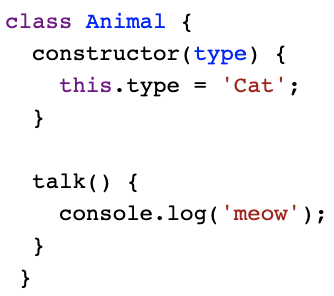 class Animal {
  constructor(type) {
    this.type = 'Cat';
  }

  talk() {
    console.log('meow');
  }
 }